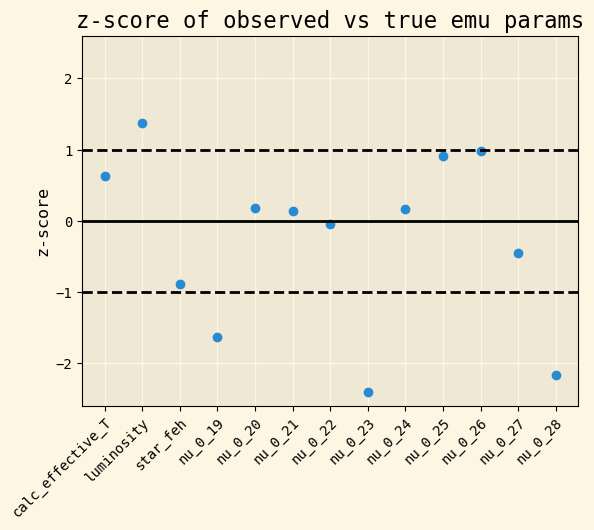 z-score of observed vs true emu params
z-score
2
1
0
−1
−2
calc_effective_T
luminosity
star_feh
nu_0_19
nu_0_20
nu_0_21
nu_0_22
nu_0_23
nu_0_24
nu_0_25
nu_0_26
nu_0_27
nu_0_28